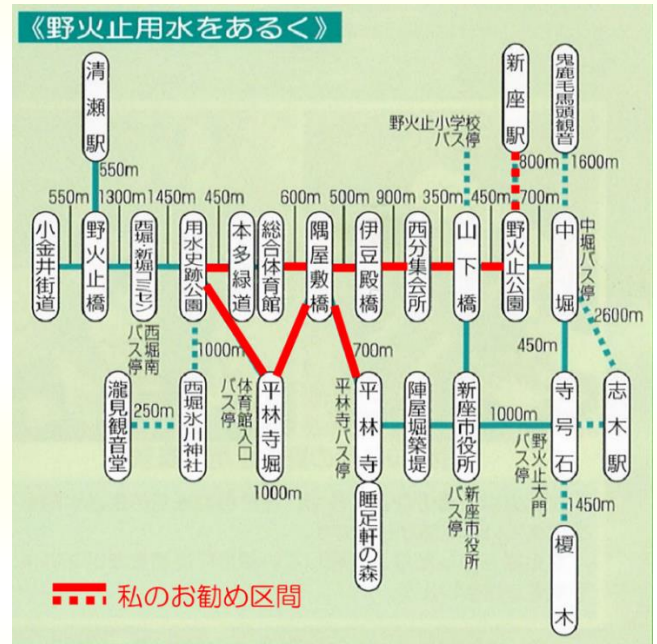 《野火止用水をあるく》
清瀬駅
新座駅
鬼鹿毛馬頭観音
野火止小学校
バス停
550m
800m
1600m
550m
1300m
1450m
450m
600m
500m
900m
350m
450m
700m
小金井街道
野火止橋
西堀・新堀コミセン
用水史跡公園
本多緑道
総合体育館
隅屋敷橋
伊豆殿橋
西分集会所
山下橋
野火止公園
中堀
中堀バス停
西堀南
バス停
1000m
700m
450m
2600m
瀧見観音堂
250m
西堀氷川神社
体育館入口
バス停
平林寺堀
1000m
平林寺バス停
平林寺
睡足軒の森
陣屋堀築堤
新座市役所
新座市役所
バス停
1000m
野火止大門
バス停
寺号石
志木駅
1450m
榎木
私のお勧め区間